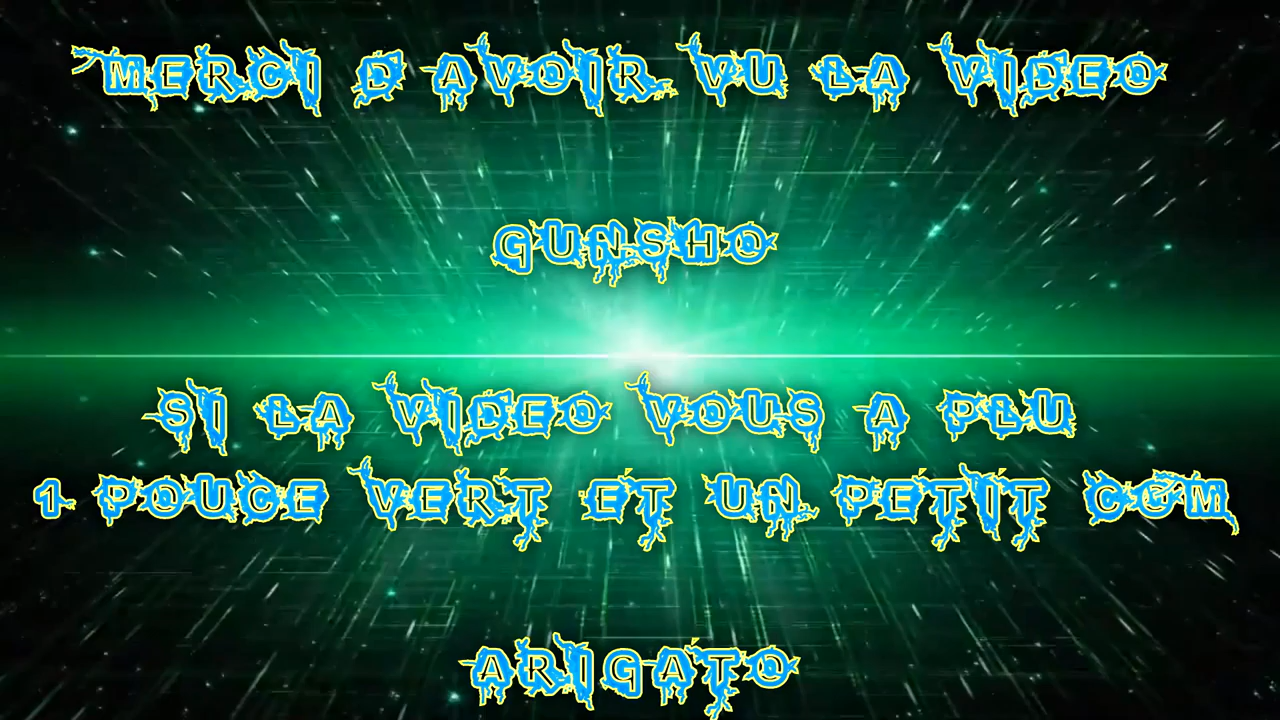 MERCI D AVOIR VU LA VIDEO
GUNSHO
SI LA VIDEO VOUS A PLU
1 POUCE VERT ET UN PETIT COM
ARIGATO